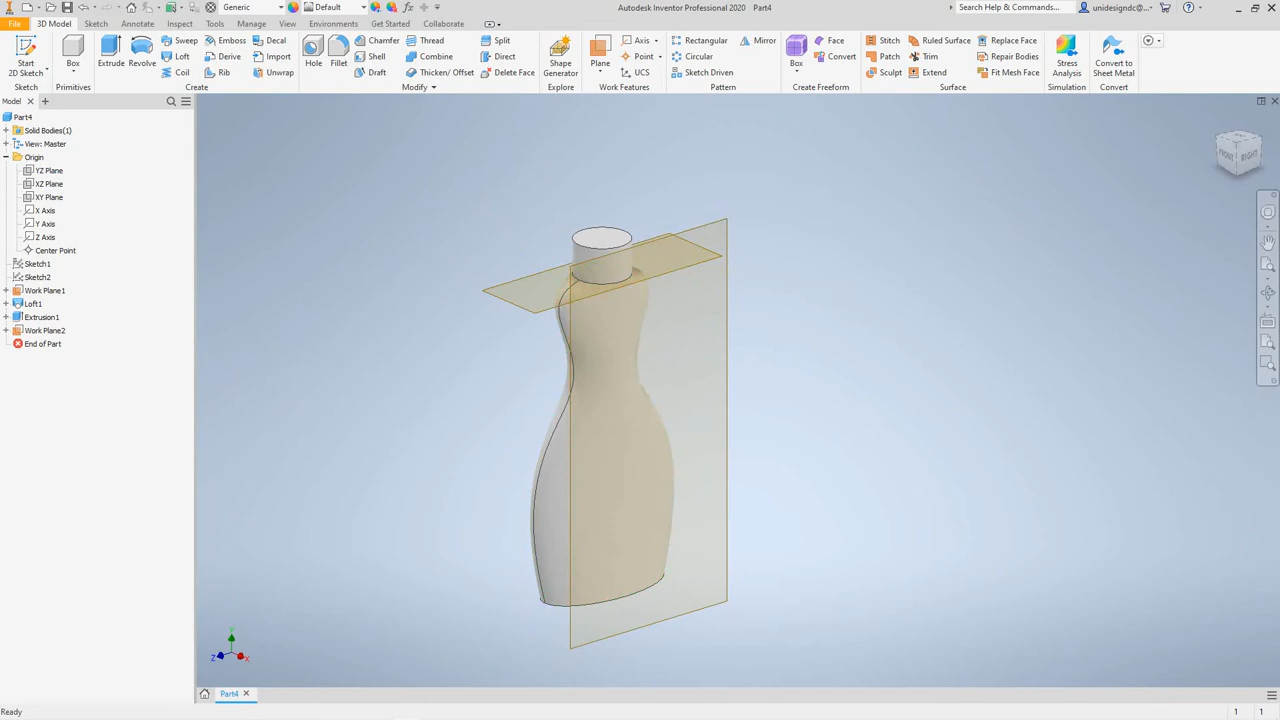 Generic Default Autodesk Inventor Professional 2020 Part4 Search Help & Commands... unidesigndc@...
File 3D Model Sketch Annotate Inspect Tools Manage View Environments Get Started Collaborate
Start 2D Sketch Box Extrude Revolve Sweep Emboss Decal Hole Fillet Chamfer Thread Split Shape Generator Plane Axis Rectangular Mirror Box Face Stitch Ruled Surface Replace Face Stress Analysis Convert to Sheet Metal
Loft Derive Import Shell Combine Direct Point Circular Convert Patch Trim Repair Bodies
Coil Rib Unwrap Draft Thicken/ Offset Delete Face UCS Sketch Driven Sculpt Extend Fit Mesh Face
Sketch Primitives Create Modify Explore Work Features Pattern Create Freeform Surface Simulation Convert
Model
Part4
Solid Bodies(1)
View: Master
Origin
YZ Plane
XZ Plane
XY Plane
X Axis
Y Axis
Z Axis
Center Point
Sketch1
Sketch2
Work Plane1
Loft1
Extrusion1
Work Plane2
End of Part
FRONT RIGHT
Y
Z X
Part4
Ready 1 1